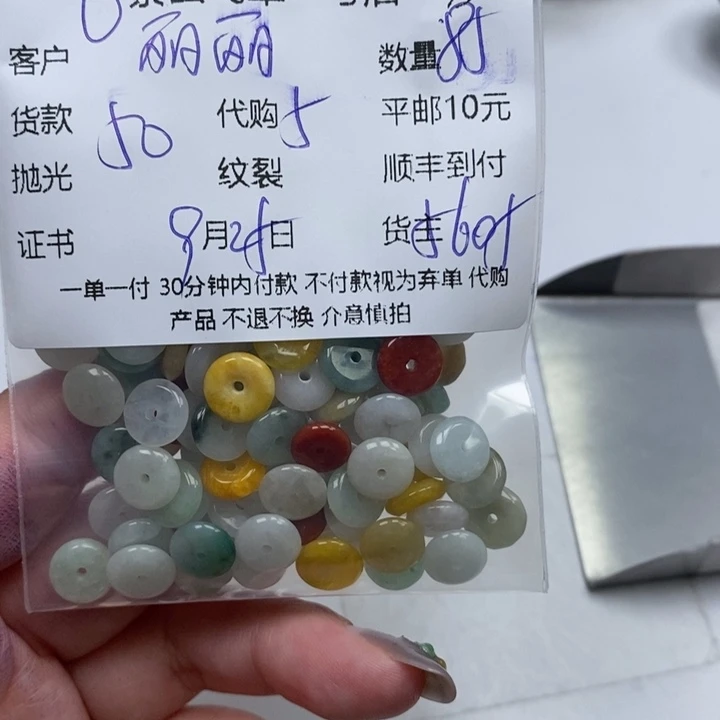 客户 丽丽 数量
货款 50 代购 5 平邮10元
抛光 纹裂 顺丰到付
证书 9月25日 货主
一单一付 30分钟内付款 不付款视为弃单 代购
产品 不退不换 介意慎拍